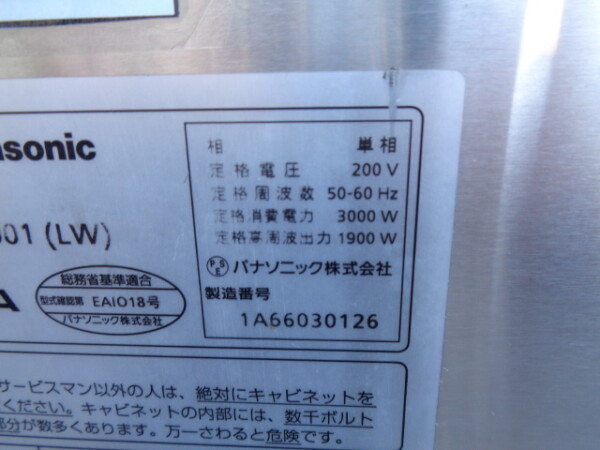 nasonic
相 単相
定格電圧 200 V
定格周波数 50-60 Hz
定格消費電力 3000 W
定格高周波出力 1900 W
001 (LW)
PSE パナソニック株式会社
製造番号
1A66030126
総務省基準適合
型式確認第 EAIO18号
パナソニック株式会社
A
サービスマン以外の人は、絶対にキャビネットを
ください。キャビネットの内部には、数千ボルト
部分が数多くあります。万一さわると危険です。